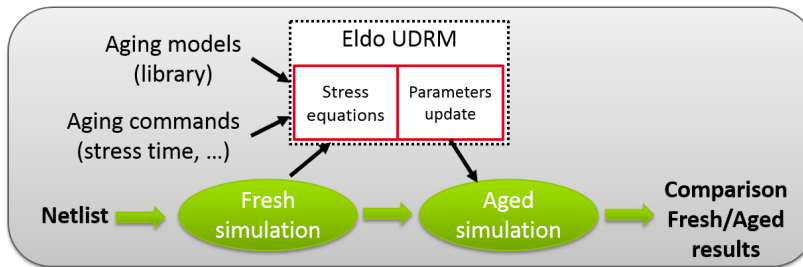 Eldo UDRM
Aging models
(library)
Stress
equations
Parameters
update
Aging commands
(stress time, ...)
Netlist
Fresh
simulation
Aged
simulation
Comparison
Fresh/Aged
results